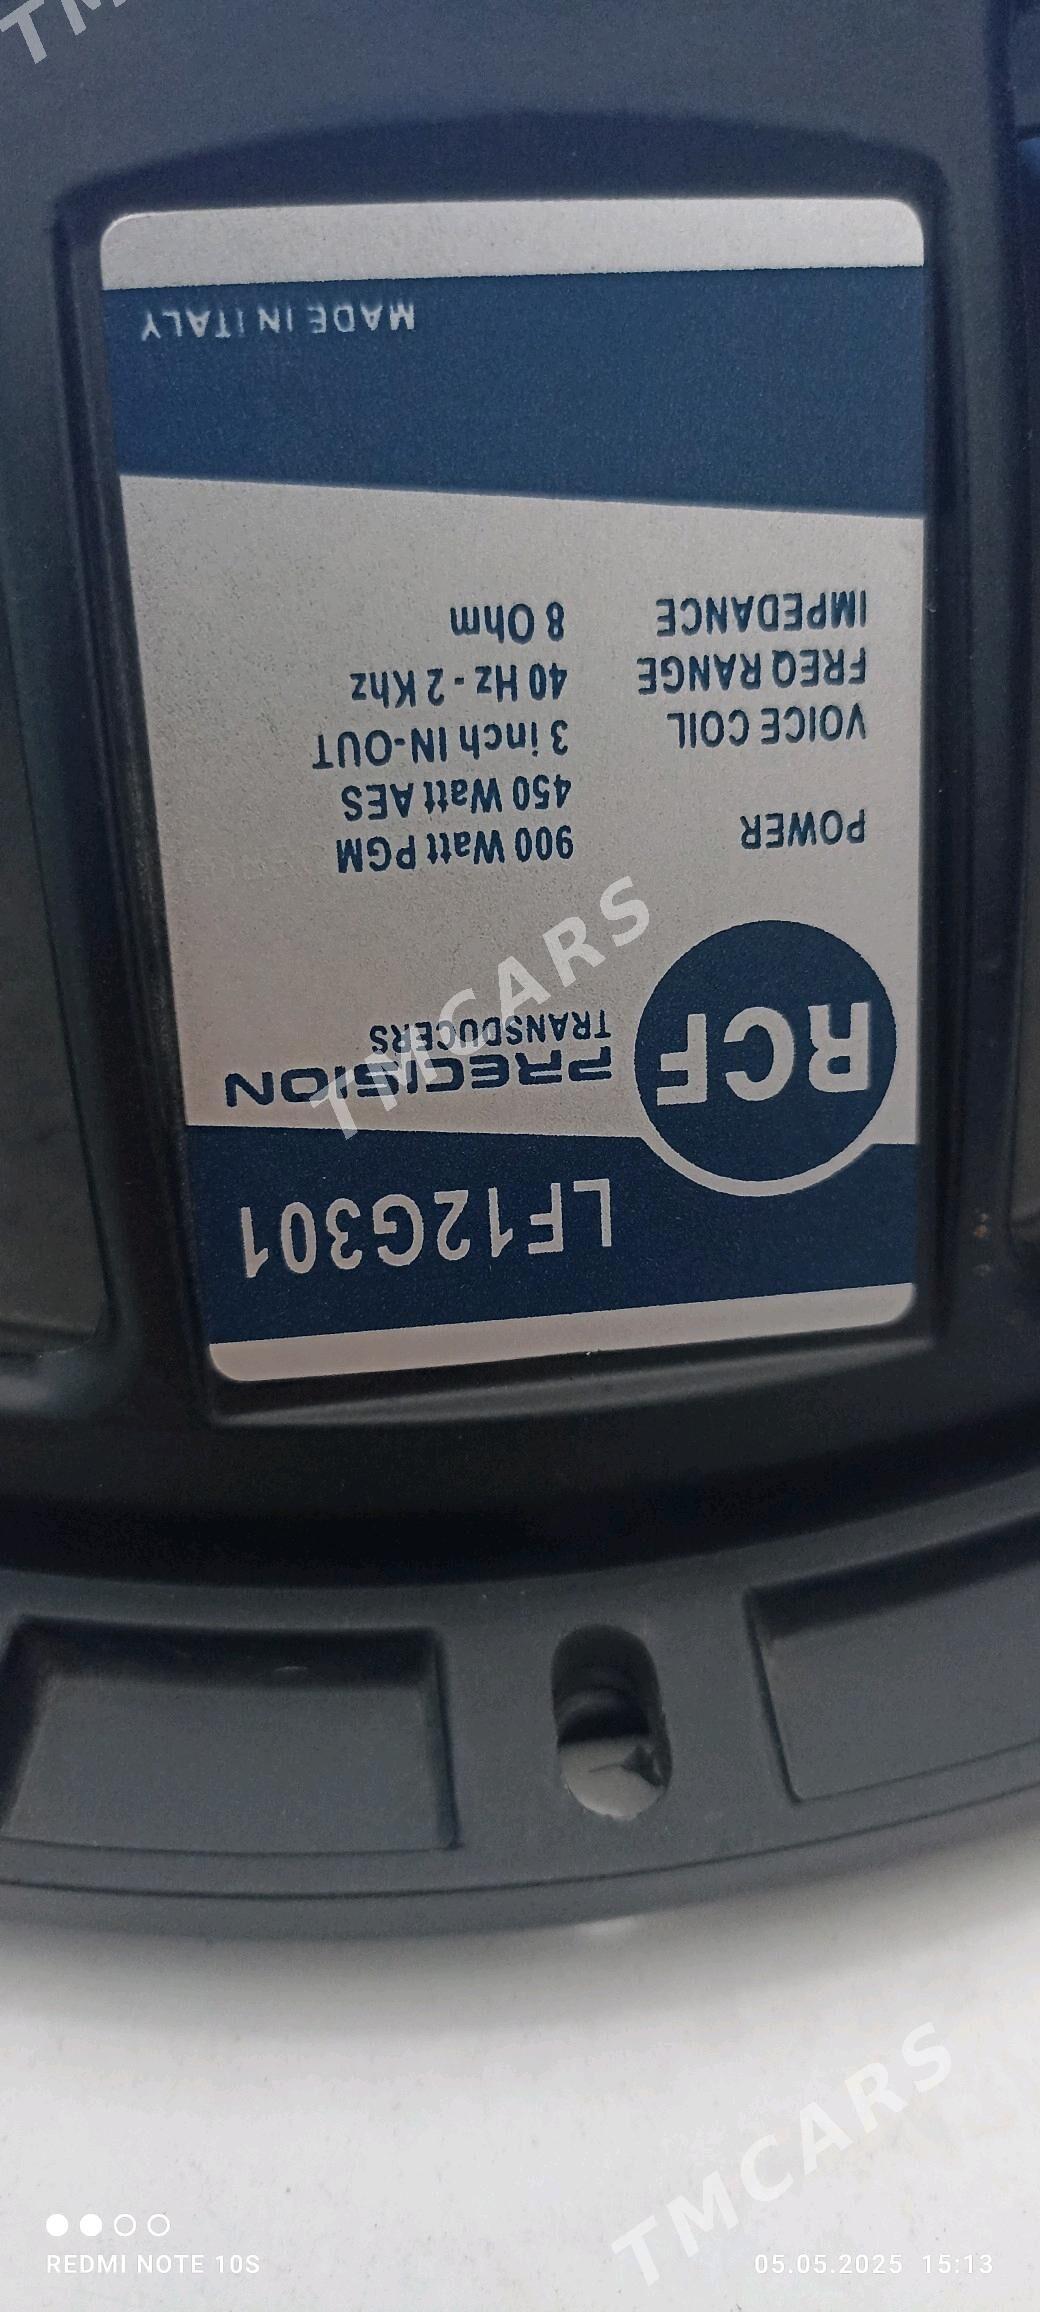 LF12G301
RCF
PRECISION
TRANSDUCERS
POWER 900 Watt PGM
450 Watt AES
VOICE COIL 3 inch IN-OUT
FREQ RANGE 40 Hz - 2 Khz
IMPEDANCE 8 Ohm
MADE IN ITALY
TMCARS
TMCARS
REDMI NOTE 10S
05.05.2025 15:13